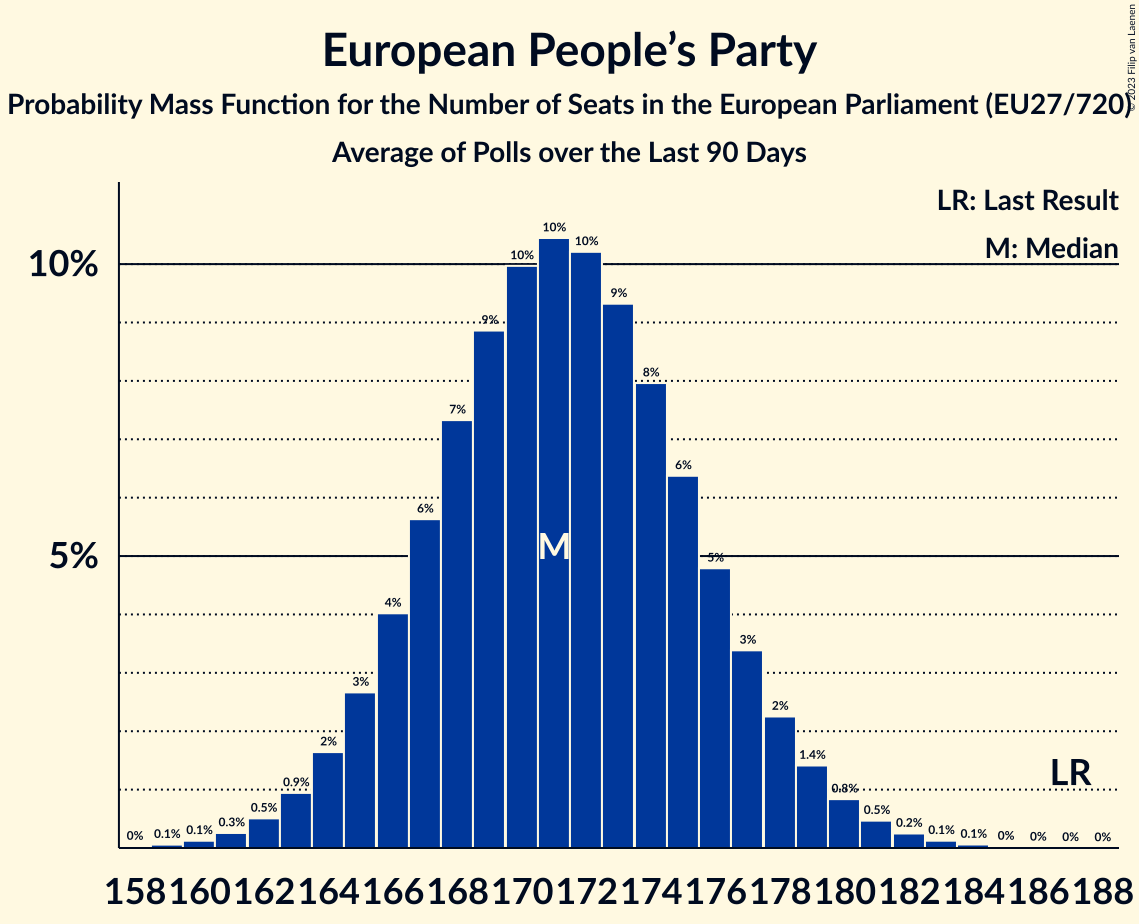 European People’s Party
Probability Mass Function for the Number of Seats in the European Parliament (EU27/720)
Average of Polls over the Last 90 Days
© 2023 Filip van Laenen
LR: Last Result
M: Median
10%
5%
0% 0.1% 0.1% 0.3% 0.5% 0.9% 2% 3% 4% 6% 7% 9% 10% 10% 10% 9% 8% 6% 5% 3% 2% 1.4% 0.8% 0.5% 0.2% 0.1% 0.1% 0% 0% 0% 0%
M
LR
158 160 162 164 166 168 170 172 174 176 178 180 182 184 186 188